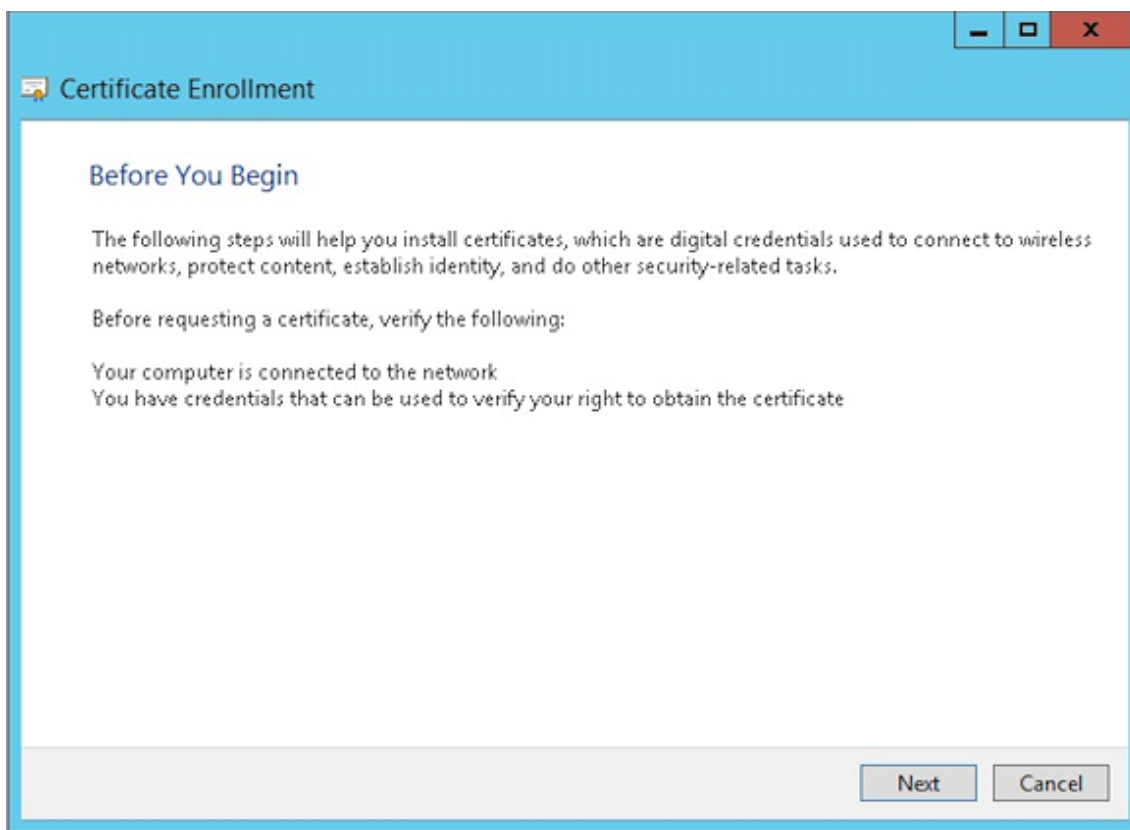 Certificate Enrollment
Before You Begin
The following steps will help you install certificates, which are digital credentials used to connect to wireless
networks, protect content, establish identity, and do other security-related tasks.
Before requesting a certificate, verify the following:
Your computer is connected to the network
You have credentials that can be used to verify your right to obtain the certificate
Next
Cancel